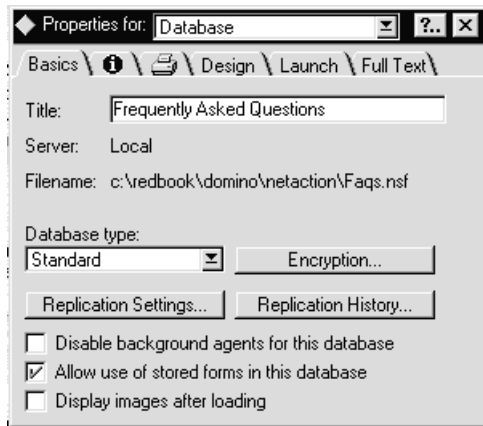 Properties for: Database ?..
Basics Design Launch Full Text
Title: Frequently Asked Questions
Server: Local
Filename: c:\redbook\domino\netaction\Faqs.nsf
Database type:
Standard Encryption...
Replication Settings... Replication History...
Disable background agents for this database
Allow use of stored forms in this database
Display images after loading